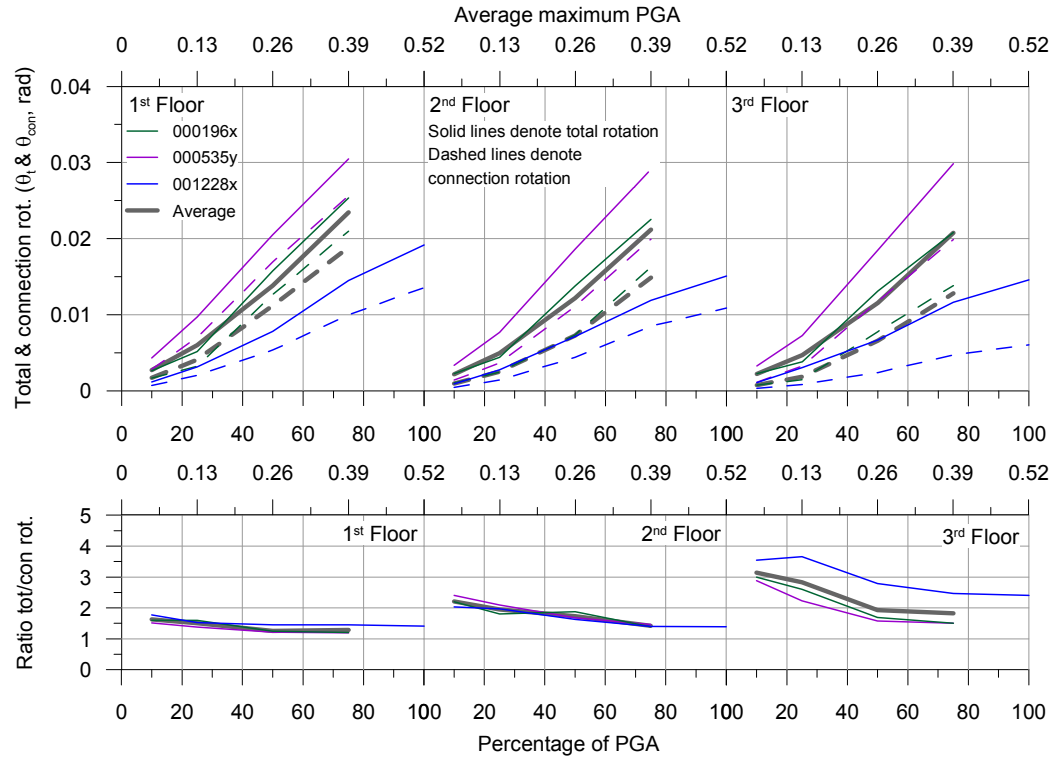 Average maximum PGA
0 0.13 0.26 0.39 0.52 0.13 0.26 0.39 0.52 0.13 0.26 0.39 0.52
Total & connection rot. (θt & θcon, rad)
0.04
0.03
0.02
0.01
0
1st Floor
000196x
000535y
001228x
Average
2nd Floor
Solid lines denote total rotation
Dashed lines denote
connection rotation
3rd Floor
0 20 40 60 80 100 20 40 60 80 100 20 40 60 80 100
0 0.13 0.26 0.39 0.52 0.13 0.26 0.39 0.52 0.13 0.26 0.39 0.52
Ratio tot/con rot.
5
4
3
2
1
0
1st Floor
2nd Floor
3rd Floor
0 20 40 60 80 100 20 40 60 80 100 20 40 60 80 100
Percentage of PGA